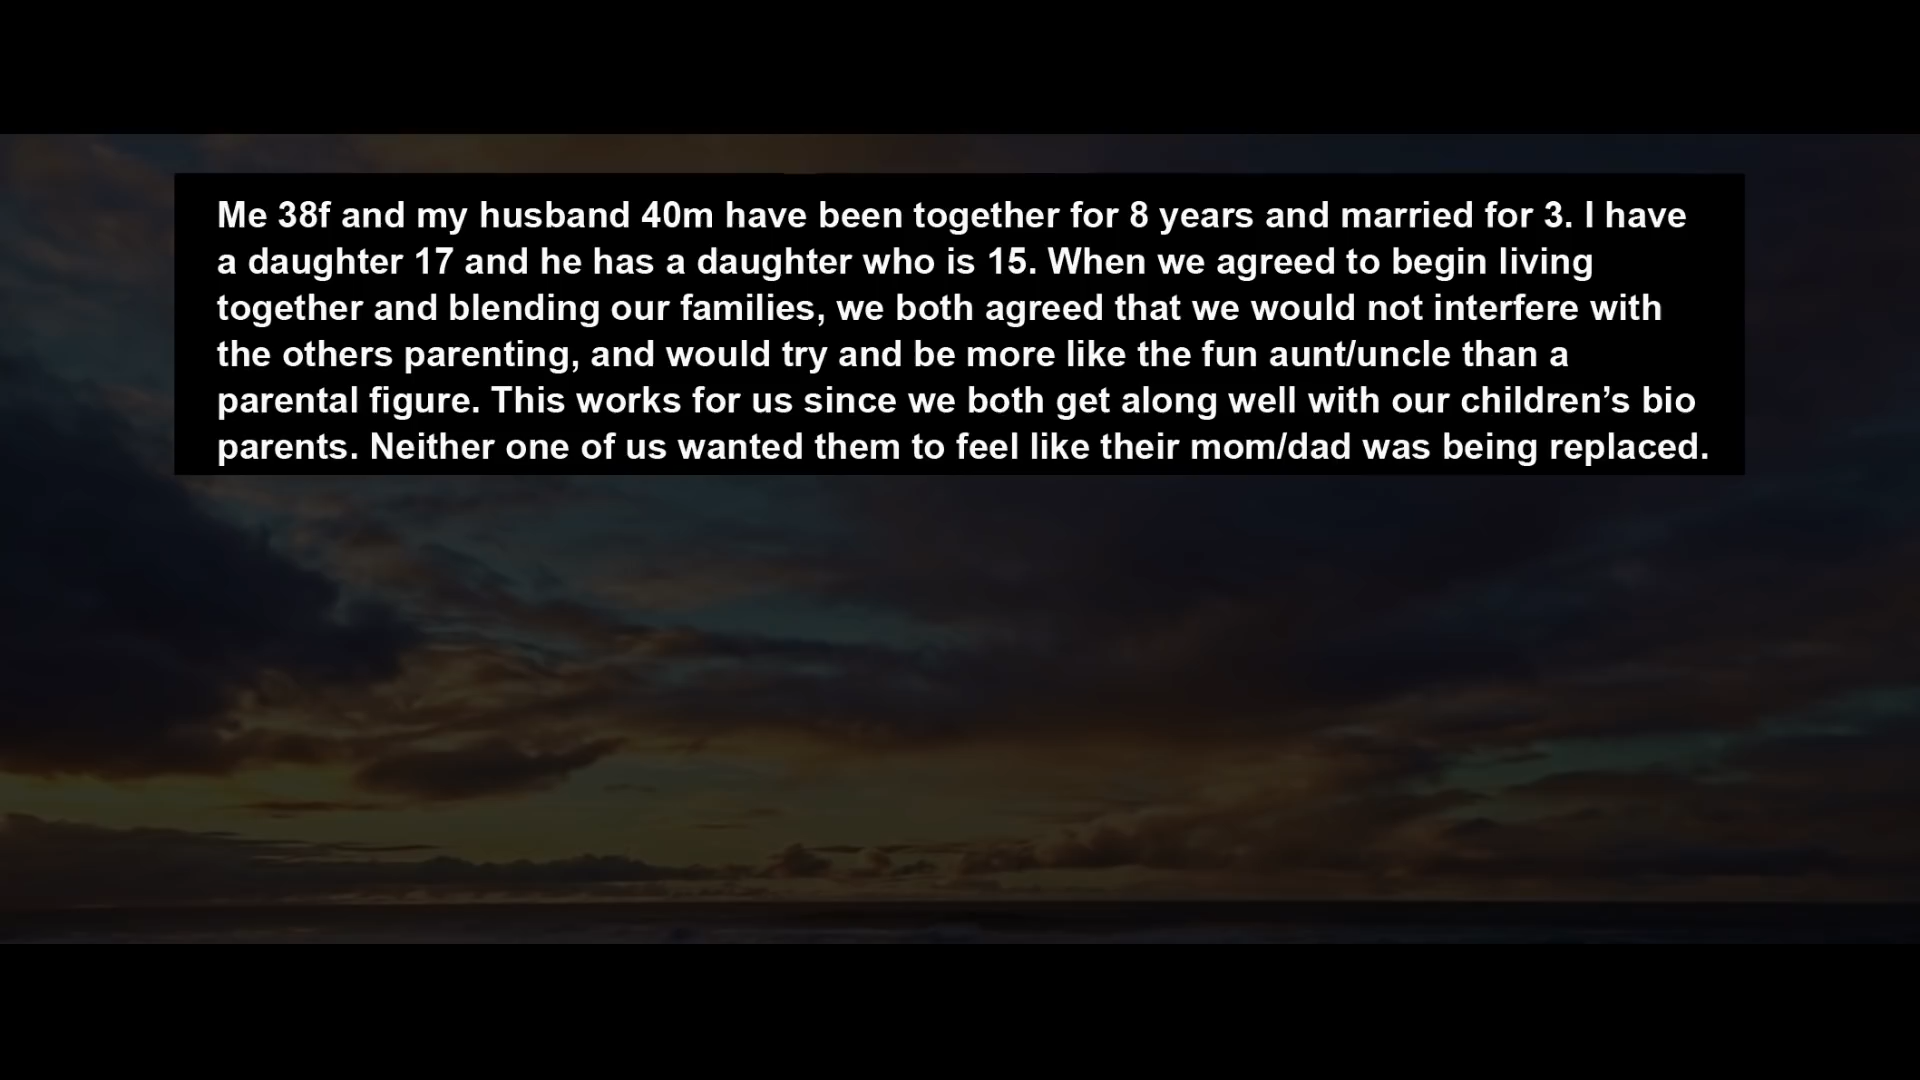 Me 38f and my husband 40m have been together for 8 years and married for 3. I have
a daughter 17 and he has a daughter who is 15. When we agreed to begin living
together and blending our families, we both agreed that we would not interfere with
the others parenting, and would try and be more like the fun aunt/uncle than a
parental figure. This works for us since we both get along well with our children’s bio
parents. Neither one of us wanted them to feel like their mom/dad was being replaced.